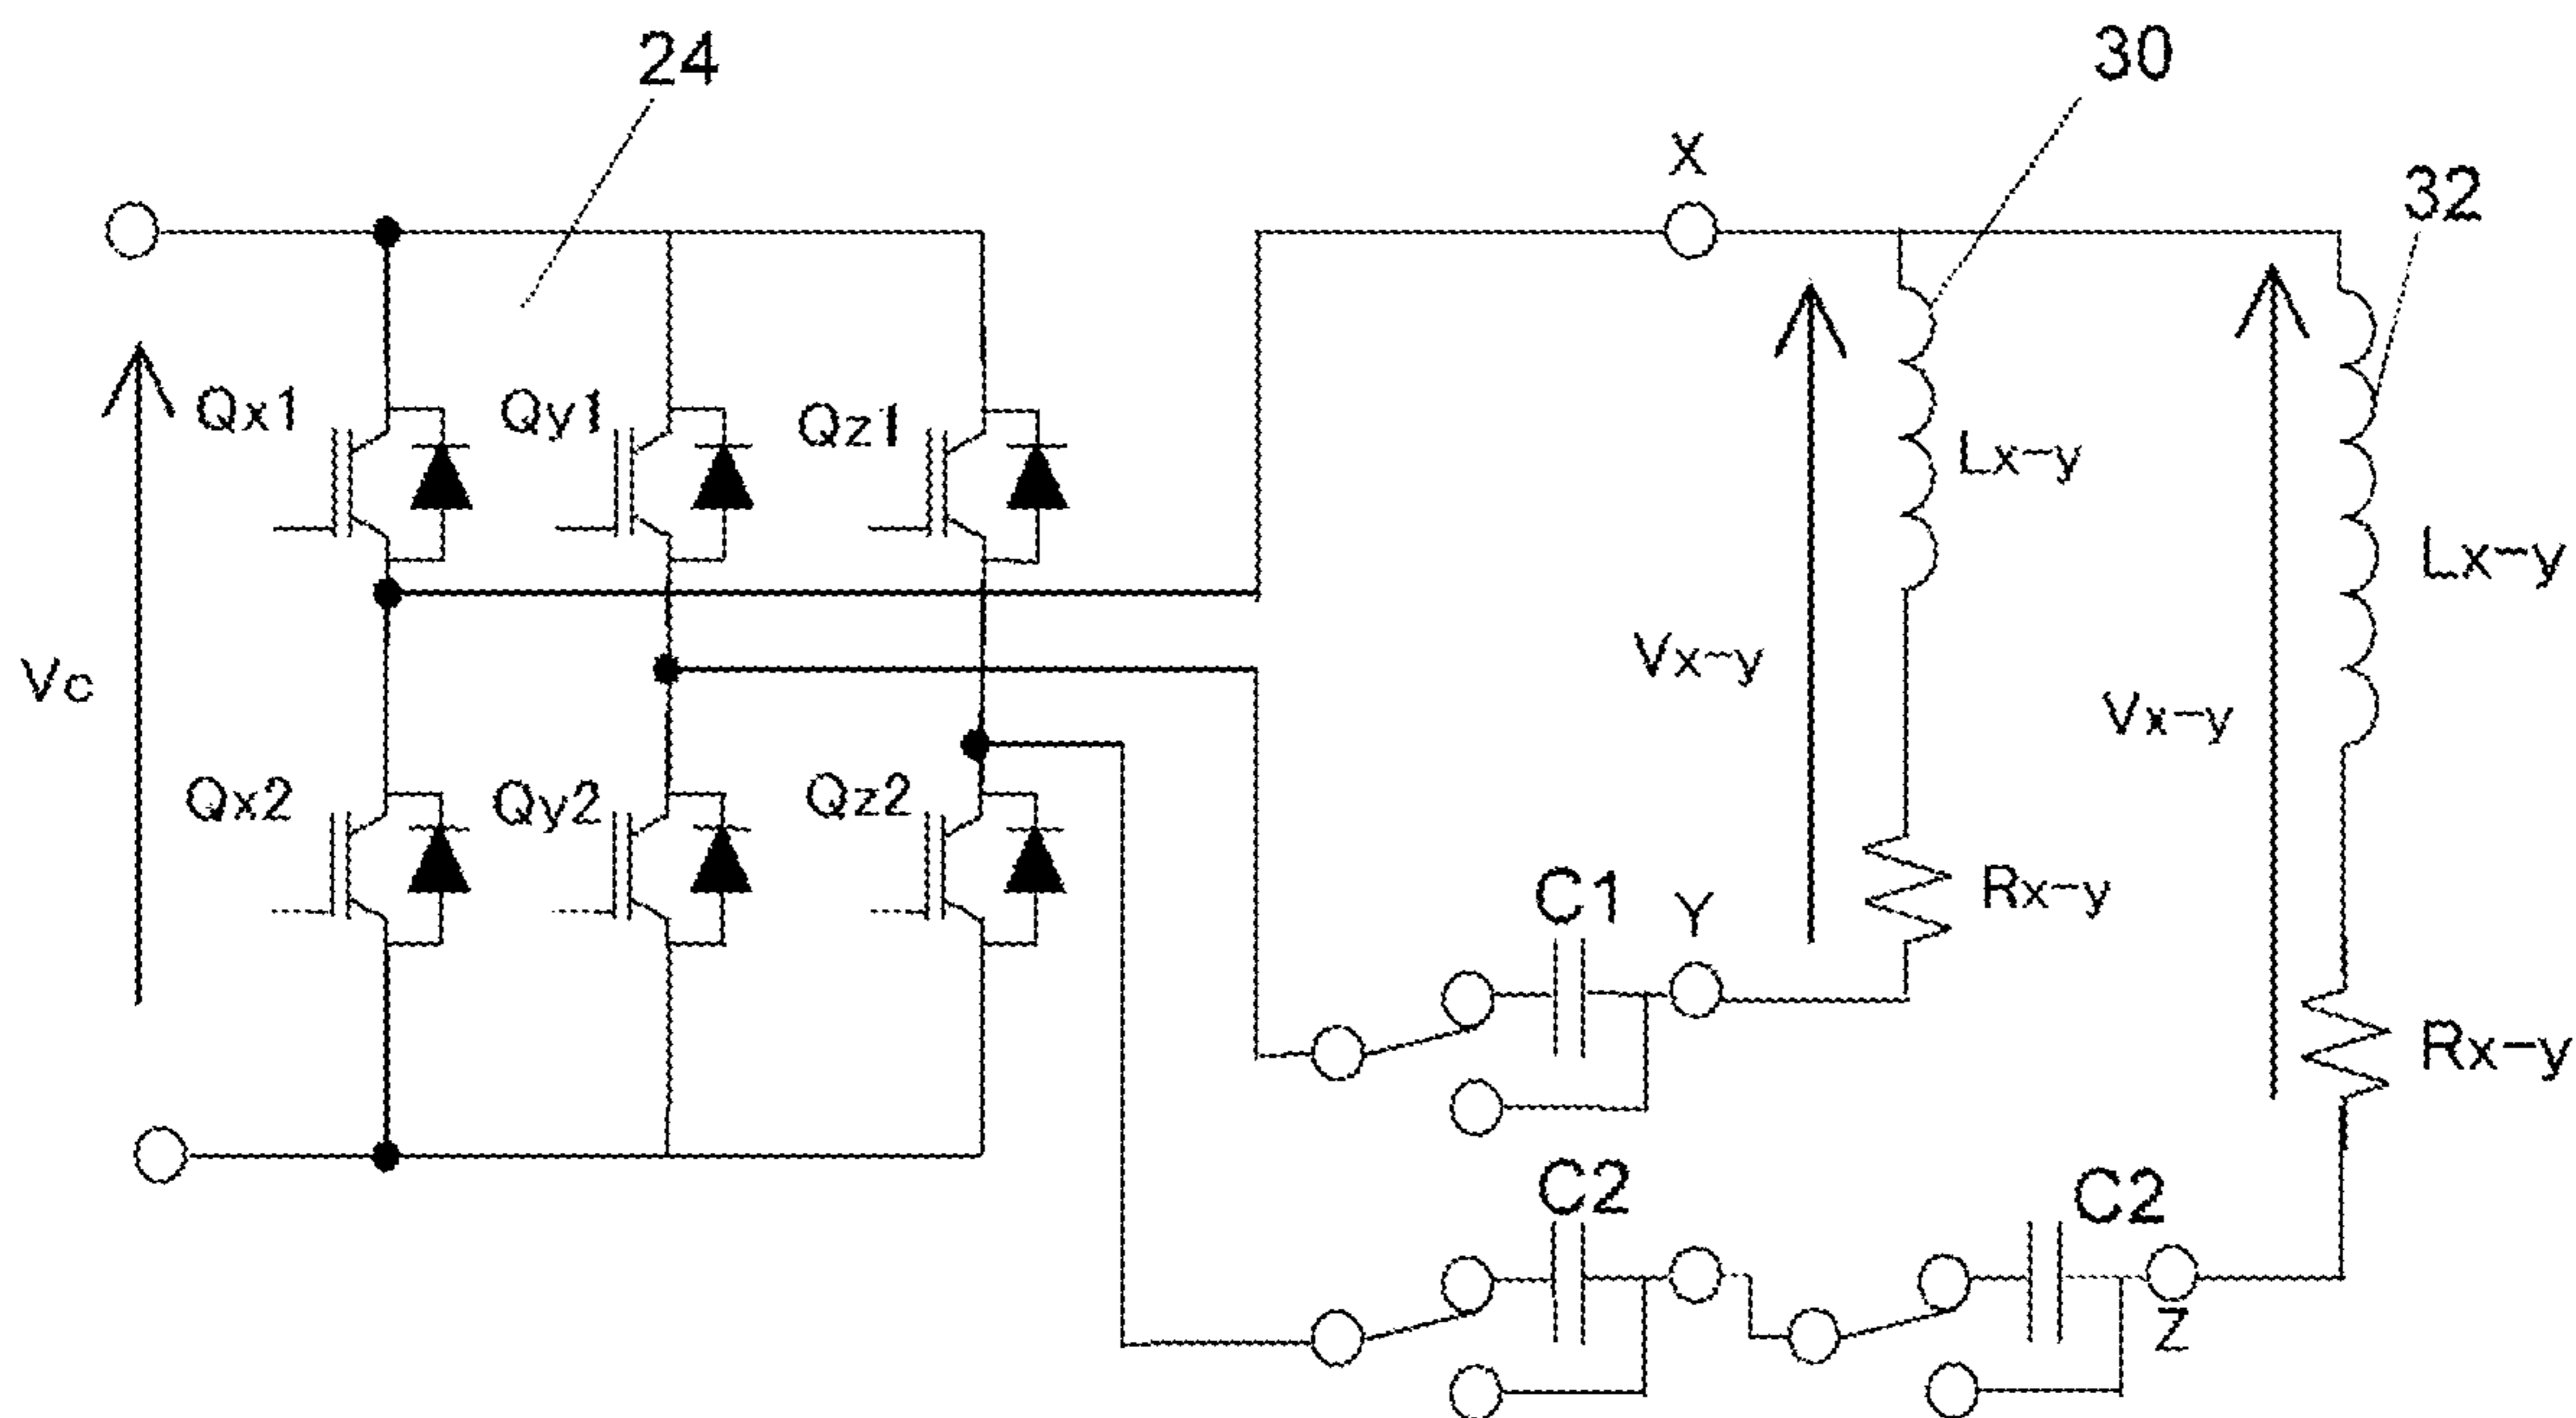 24
30
X
32
Qx1
Qy1
Qz1
Lx-y
Lx-y
Vx-y
Vc
Vx-y
Qx2
Qy2
Qz2
C1
Y
Rx-y
Rx-y
C2
C2
Z